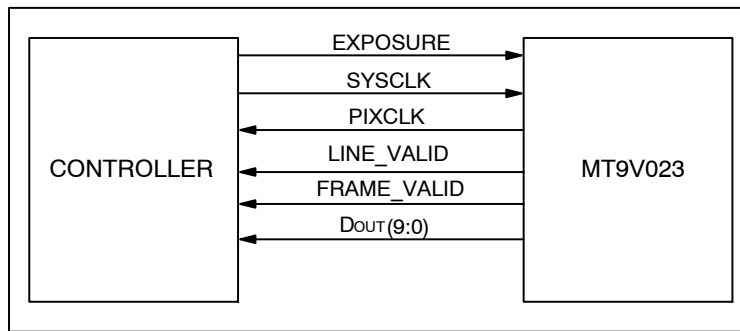 EXPOSURE
SYSCLK
PIXCLK
CONTROLLER
LINE_VALID
MT9V023
FRAME_VALID
DOUT(9:0)